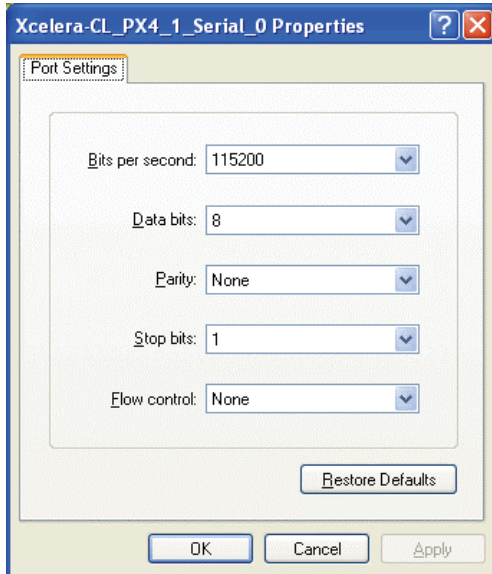 Xcelera-CL_PX4_1_Serial_0 Properties
Port Settings
Bits per second: 115200
Data bits: 8
Parity: None
Stop bits: 1
Flow control: None
Restore Defaults
OK Cancel Apply